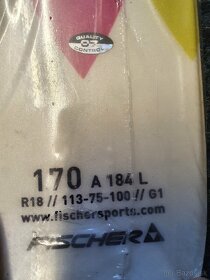 QUALITY
CONTROL
170 A 184 L
R18 // 113-75-100 // G1
www.fischersports.com
FISCHER